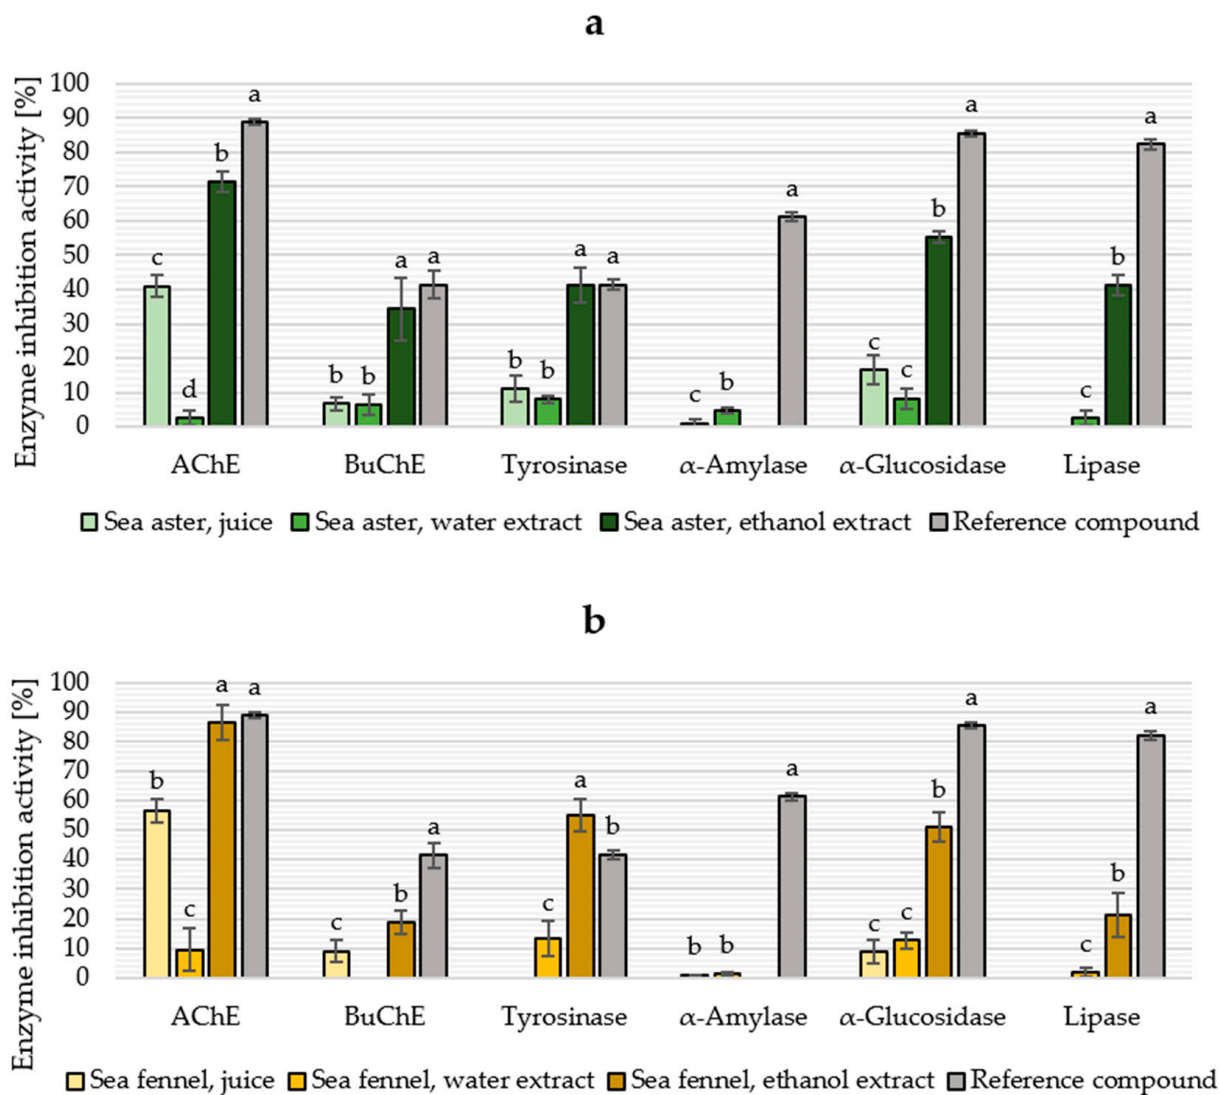 a
Enzyme inhibition activity [%]
100
90
80
70
60
50
40
30
20
10
0
c
d
b
a
b
b
a
a
b
b
a
a
c
b
a
c
c
b
a
c
b
a
AChE BuChE Tyrosinase α-Amylase α-Glucosidase Lipase
Sea aster, juice Sea aster, water extract Sea aster, ethanol extract Reference compound
b
Enzyme inhibition activity [%]
100
90
80
70
60
50
40
30
20
10
0
b
c
a
a
c
b
a
c
a
b
b
b
a
c
c
b
a
c
b
a
AChE BuChE Tyrosinase α-Amylase α-Glucosidase Lipase
Sea fennel, juice Sea fennel, water extract Sea fennel, ethanol extract Reference compound